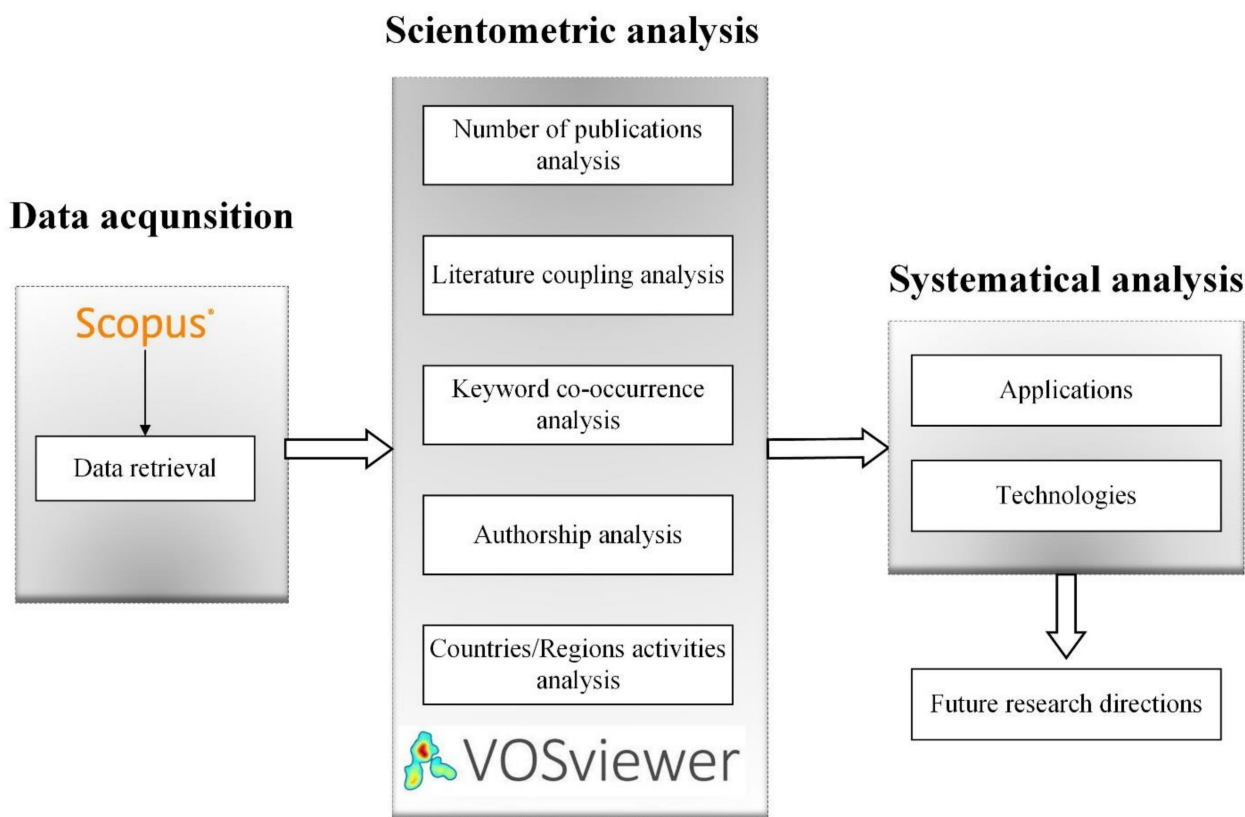 Data acqunsition
Scopus®
Data retrieval
Scientometric analysis
Number of publications
analysis
Literature coupling analysis
Keyword co-occurrence
analysis
Authorship analysis
Countries/Regions activities
analysis
VOSviewer
Systematical analysis
Applications
Technologies
Future research directions